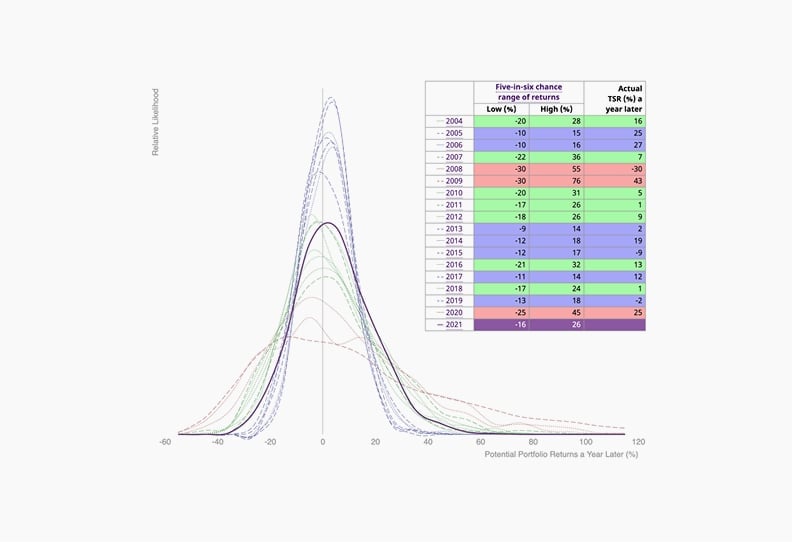 Relative Likelihood
Five-in-six chance range of returns Actual TSR (%) a year later
Low (%) High (%)
2004 -20 28 16
2005 -10 15 25
2006 -10 16 27
2007 -22 36 7
2008 -30 55 -30
2009 -30 76 43
2010 -20 31 5
2011 -17 26 1
2012 -18 26 9
2013 -9 14 2
2014 -12 18 19
2015 -12 17 -9
2016 -21 32 13
2017 -11 14 12
2018 -17 24 1
2019 -13 18 -2
2020 -25 45 25
2021 -16 26
-60 -40 -20 0 20 40 60 80 100 120
Potential Portfolio Returns a Year Later (%)